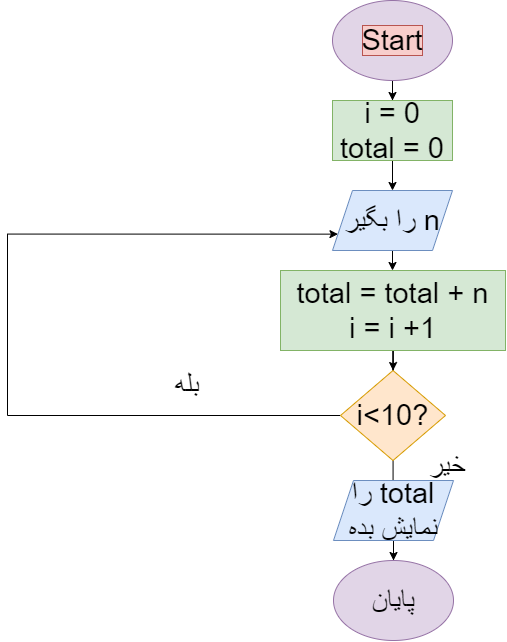 Start
i = 0
total = 0
n را بگیر
total = total + n
i = i +1
i<10?
بله
خیر
total را
نمایش بده
پایان